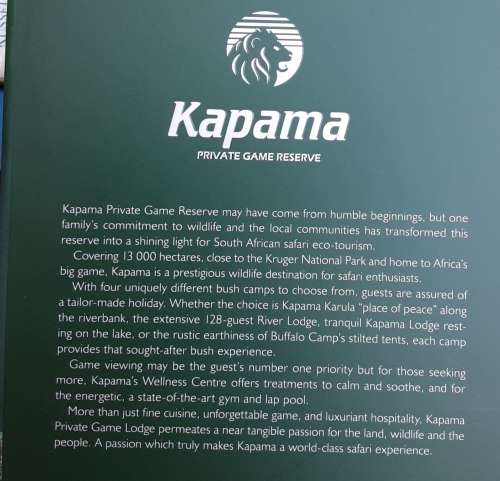 Kapama
PRIVATE GAME RESERVE
Kapama Private Game Reserve may have come from humble beginnings, but one
family's commitment to wildlife and the local communities has transformed this
reserve into a shining light for South African safari eco-tourism.
Covering 13 000 hectares, close to the Kruger National Park and home to Africa's
big game, Kapama is a prestigious wildlife destination for safari enthusiasts.
With four uniquely different bush camps to choose from, guests are assured of
a tailor-made holiday. Whether the choice is Kapama Karula "place of peace" along
the riverbank, the extensive 128-guest River Lodge, tranquil Kapama Lodge rest-
ing on the lake, or the rustic earthiness of Buffalo Camp's stilted tents, each camp
provides that sought-after bush experience.
Game viewing may be the guest's number one priority but for those seeking
more, Kapama's Wellness Centre offers treatments to calm and soothe, and for
the energetic, a state-of-the-art gym and lap pool.
More than just fine cuisine, unforgettable game, and luxuriant hospitality, Kapama
Private Game Lodge permeates a near tangible passion for the land, wildlife and the
people. A passion which truly makes Kapama a world-class safari experience.